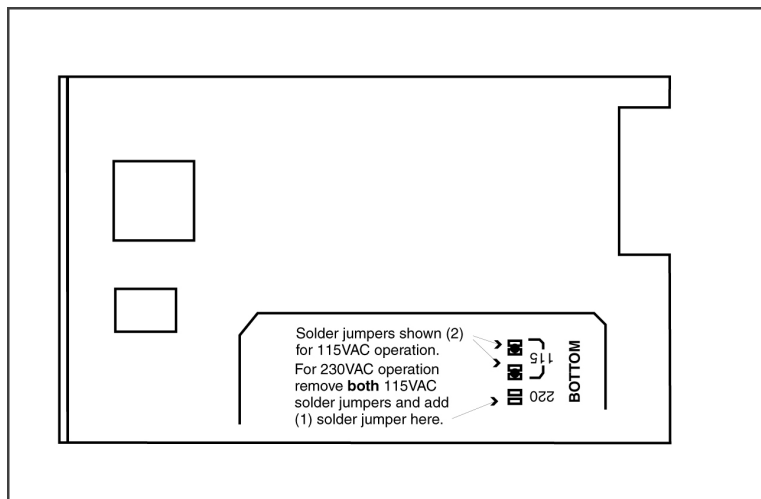 Solder jumpers shown (2)
for 115VAC operation.
For 230VAC operation
remove both 115VAC
solder jumpers and add
(1) solder jumper here.
115
220
BOTTOM